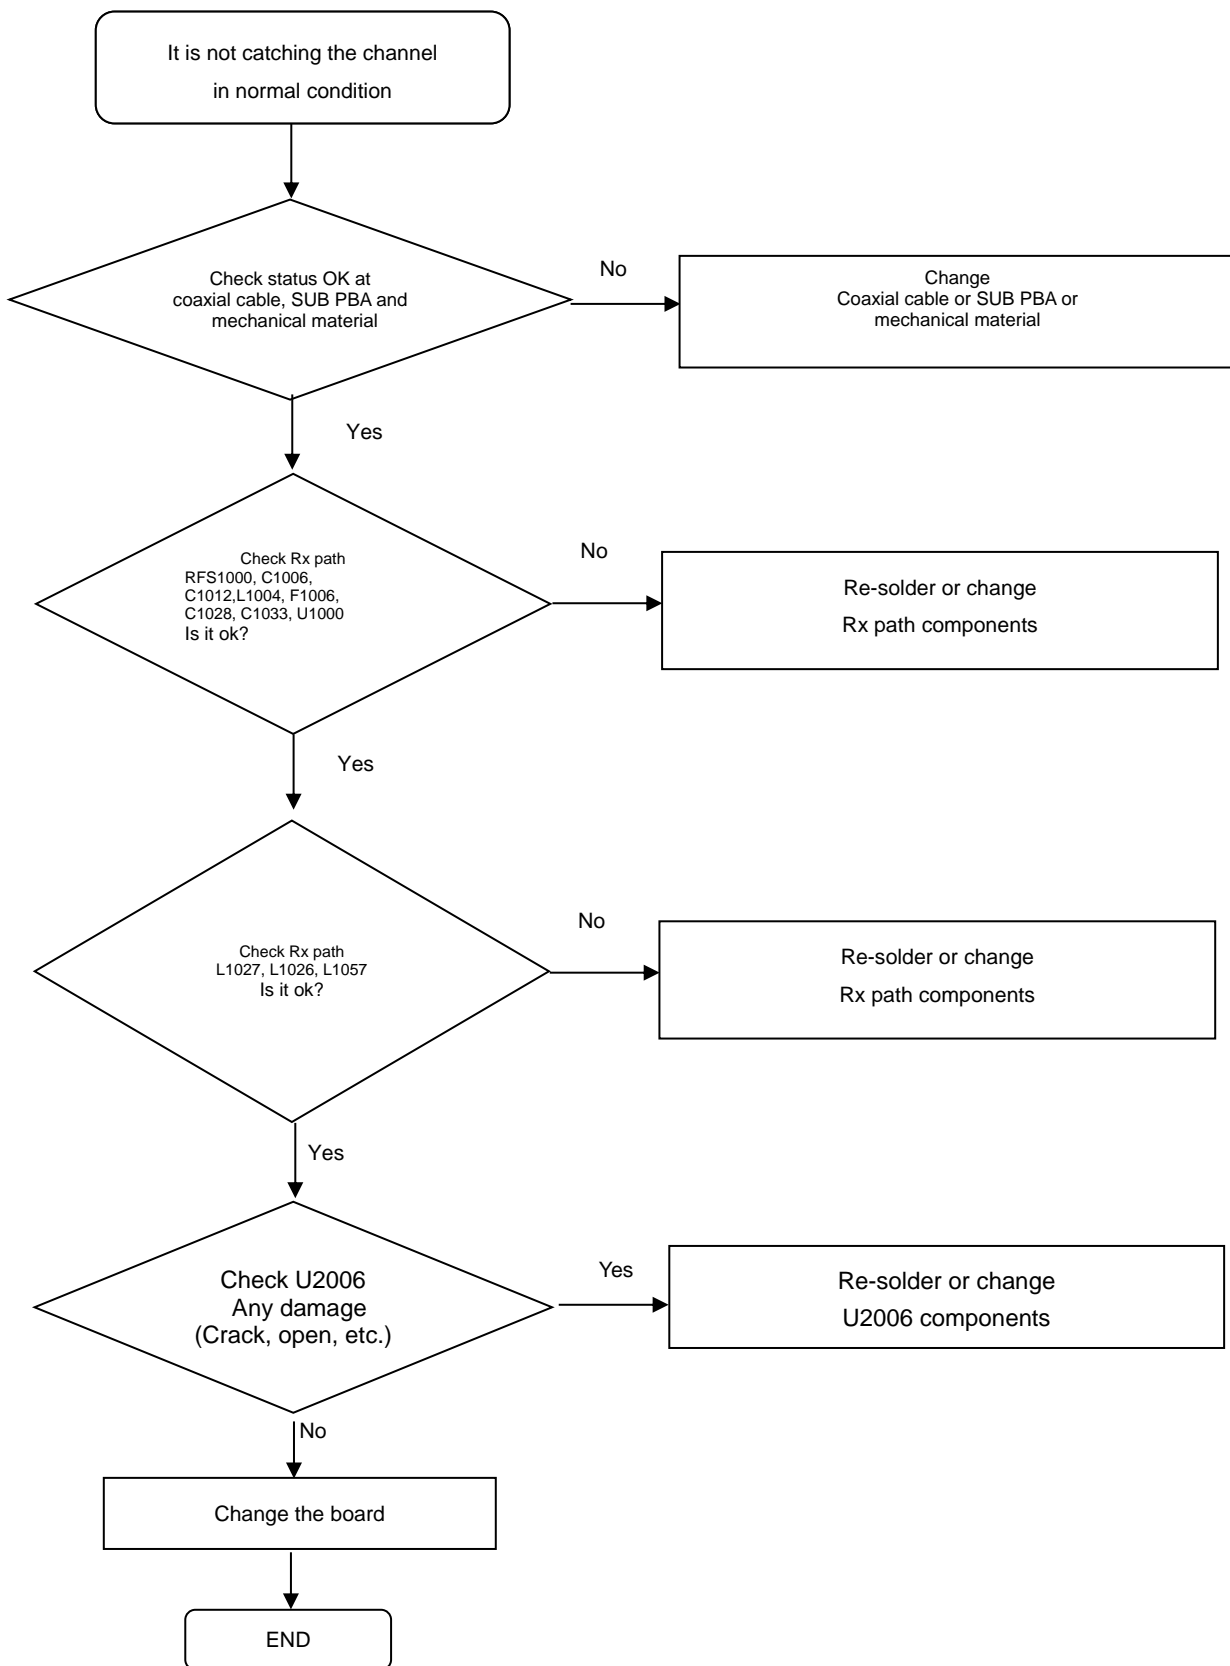 It is not catching the channel
in normal condition
Check status OK at
coaxial cable, SUB PBA and
mechanical material
No
Change
Coaxial cable or SUB PBA or
mechanical material
Yes
Check Rx path
RFS1000, C1006,
C1012,L1004, F1006,
C1028, C1033, U1000
Is it ok?
No
Re-solder or change
Rx path components
Yes
Check Rx path
L1027, L1026, L1057
Is it ok?
No
Re-solder or change
Rx path components
Yes
Check U2006
Any damage
(Crack, open, etc.)
Yes
Re-solder or change
U2006 components
No
Change the board
END